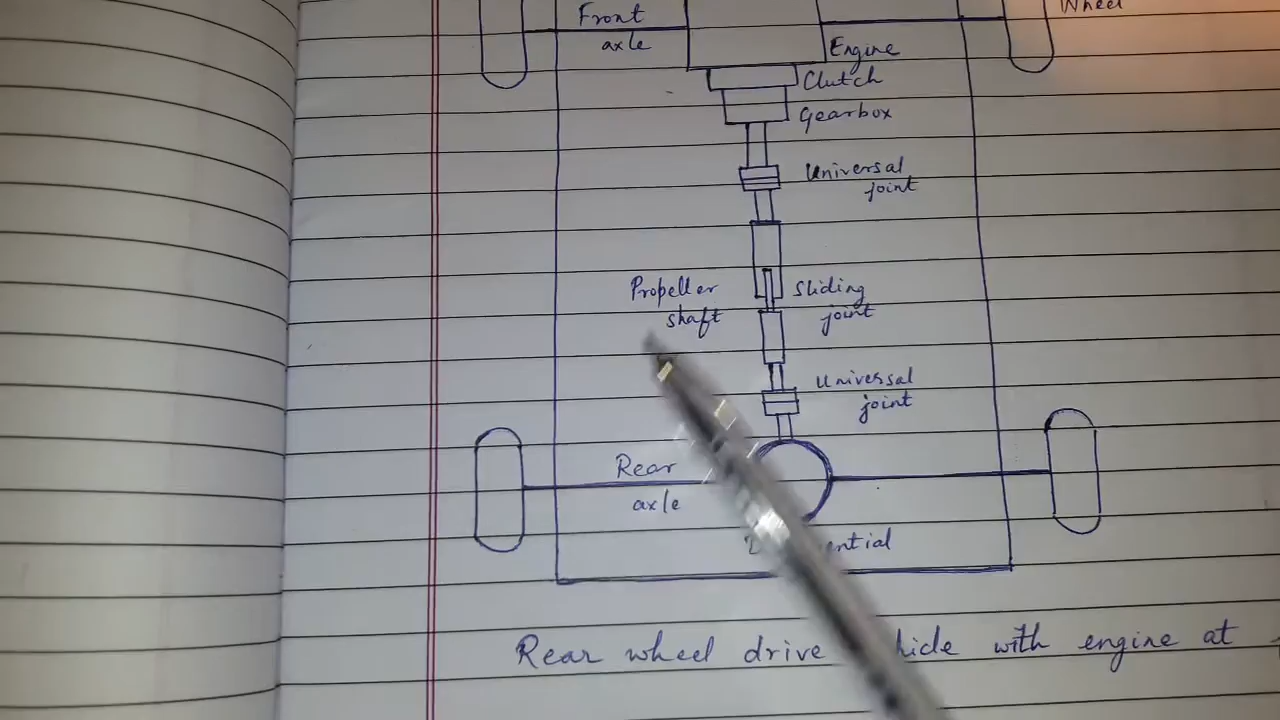 Front
axle
Wheel
Engine
Clutch
Gearbox
Universal
joint
Propeller
shaft
Sliding
joint
Universal
joint
Rear
axle
Rear wheel drive
with engine at